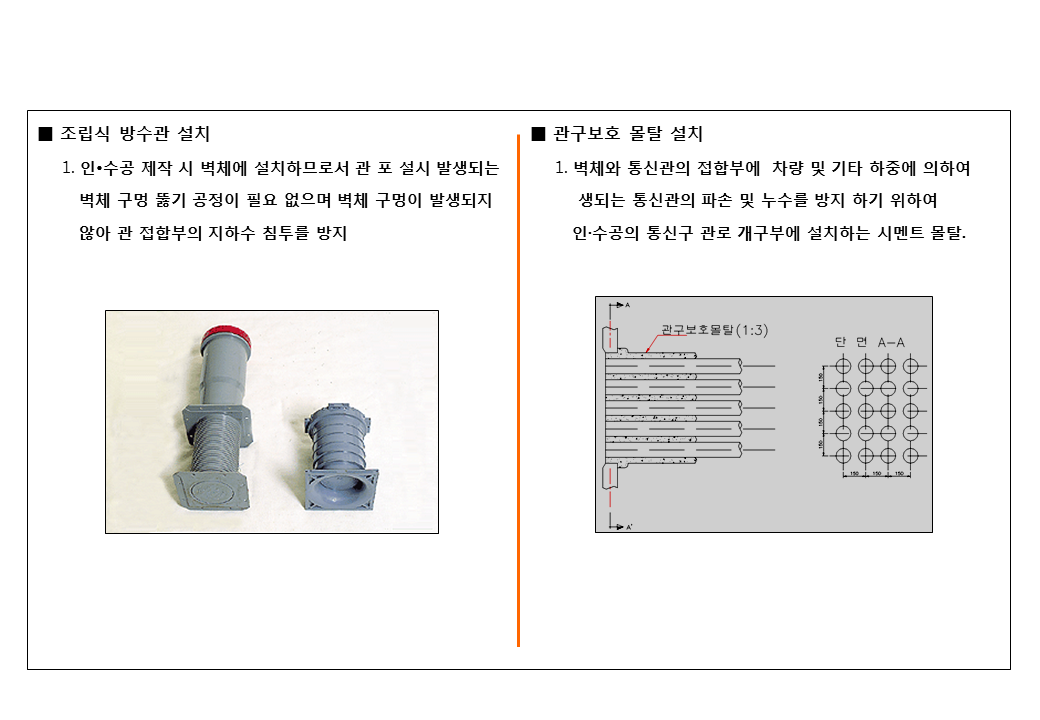 ■ 조립식 방수관 설치
1. 인•수공 제작 시 벽체에 설치하므로서 관 포 설시 발생되는
벽체 구멍 뚫기 공정이 필요 없으며 벽체 구멍이 발생되지
않아 관 접합부의 지하수 침투를 방지
■ 관구보호 몰탈 설치
1. 벽체와 통신관의 접합부에 차량 및 기타 하중에 의하여
생되는 통신관의 파손 및 누수를 방지 하기 위하여
인·수공의 통신구 관로 개구부에 설치하는 시멘트 몰탈.
A
관구보호몰탈(1:3)
단 면 A-A
150
150
150
150
150 150 150
A'